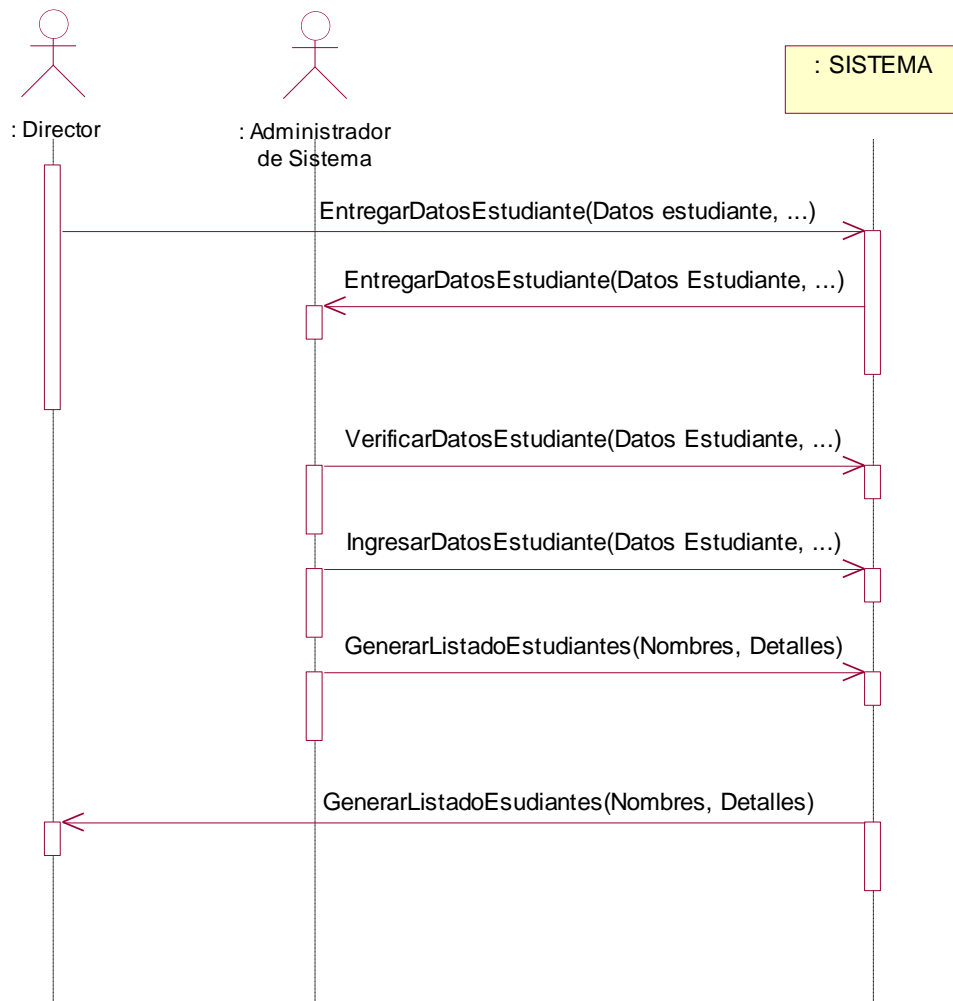 : Director
: Administrador
de Sistema
: SISTEMA
EntregarDatosEstudiante(Datos estudiante, ...)
EntregarDatosEstudiante(Datos Estudiante, ...)
VerificarDatosEstudiante(Datos Estudiante, ...)
IngresarDatosEstudiante(Datos Estudiante, ...)
GenerarListadoEstudiantes(Nombres, Detalles)
GenerarListadoEsudiantes(Nombres, Detalles)